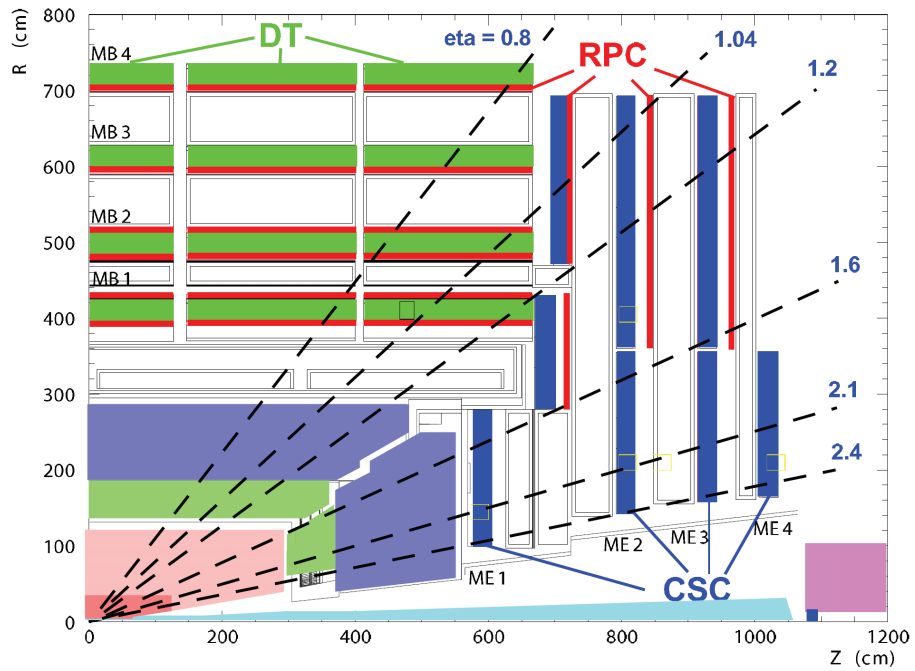 R (cm)
800
700
600
500
400
300
200
100
0
MB 4
MB 3
MB 2
MB 1
DT
eta = 0.8
1.04
RPC
1.2
1.6
2.1
2.4
ME 1
ME 2
ME 3
ME 4
CSC
0
200
400
600
800
1000
1200
Z (cm)